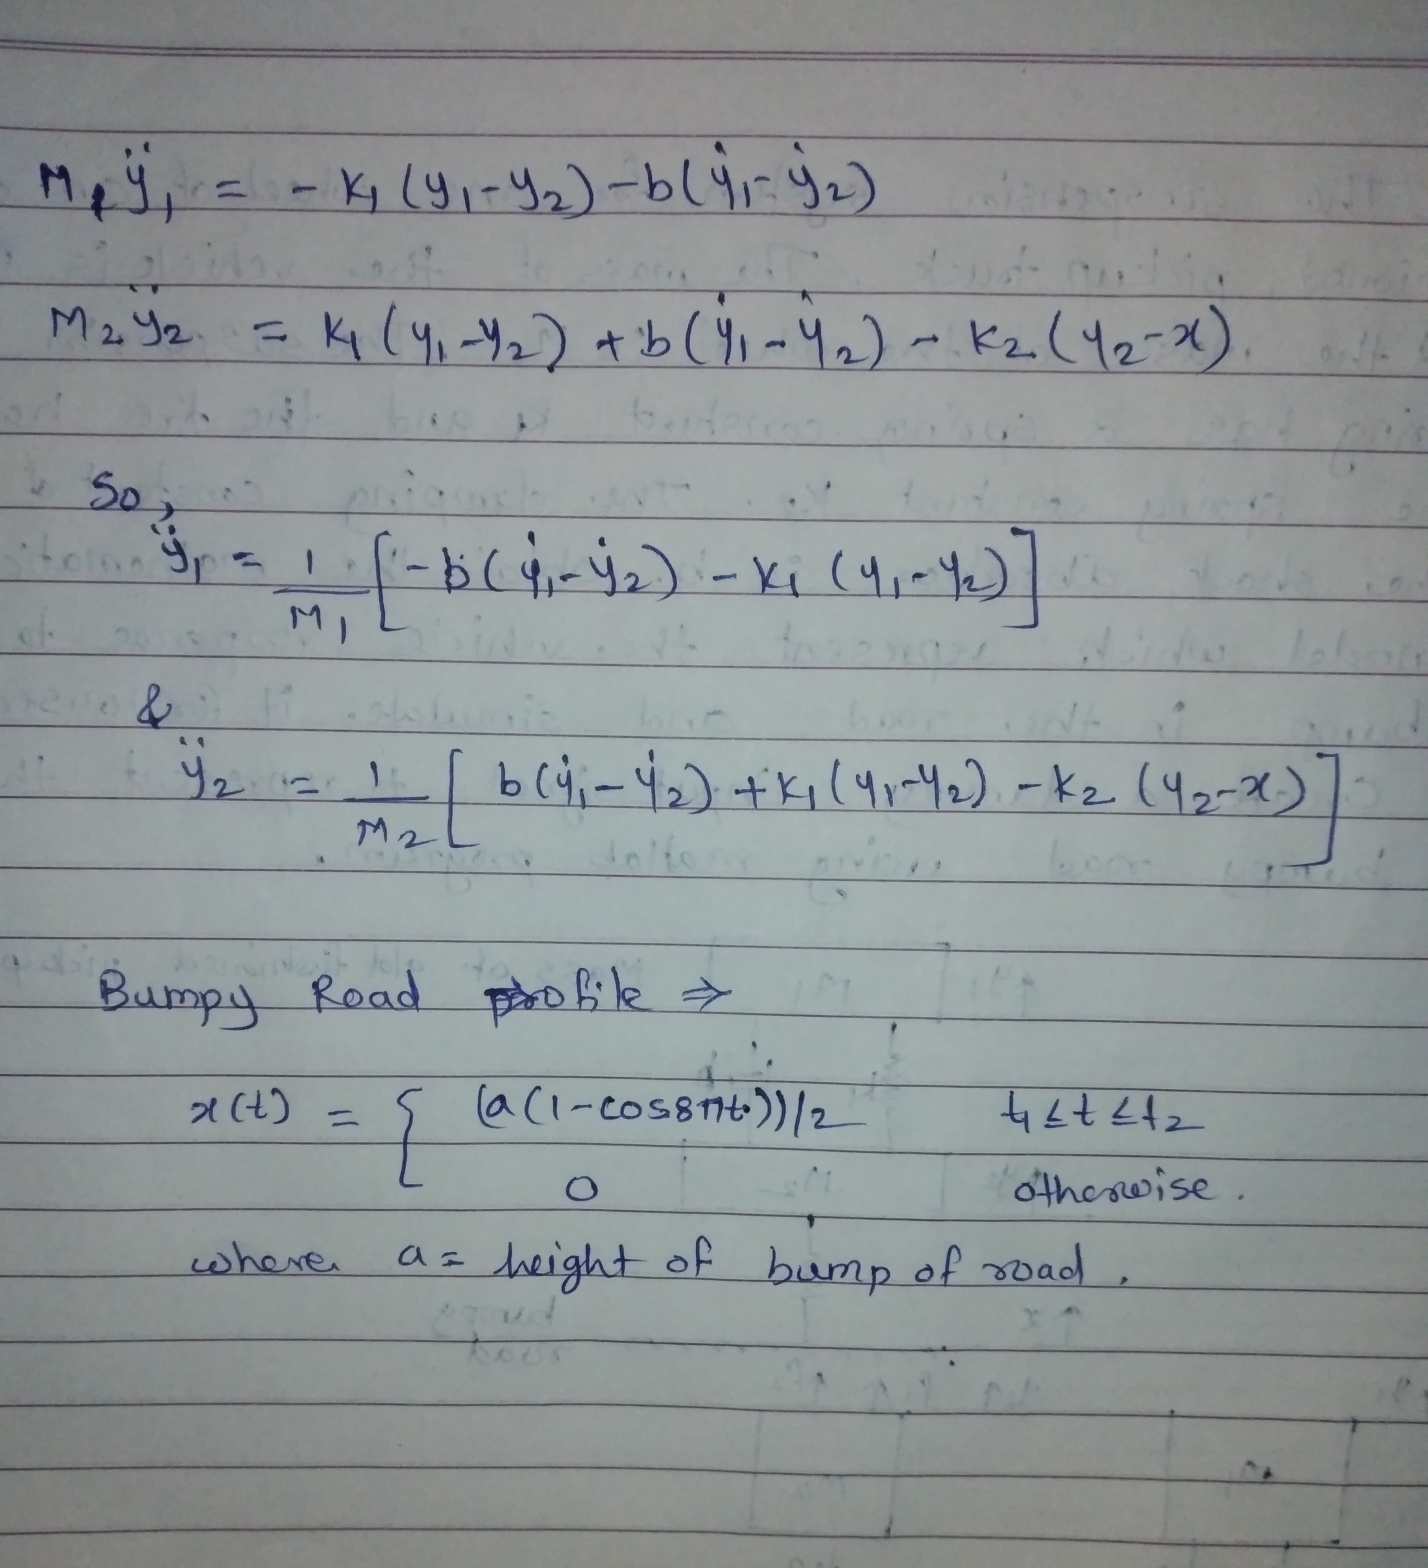 M₁ÿ₁ = - K₁ (y₁-y₂) - b(ẏ₁-ẏ₂)
M₂ÿ₂ = K₁ (y₁-y₂) + b(ẏ₁-ẏ₂) - K₂ (y₂-x).
So,
ÿ₁ = 1/M₁ [-b(ẏ₁-ẏ₂) - K₁ (y₁-y₂)]
&
ÿ₂ = 1/M₂ [b(ẏ₁-ẏ₂) + K₁(y₁-y₂) - K₂ (y₂-x)]
Bumpy Road profile ⇒
x(t) = { (a(1-cos8πt))/2 t₁≤t≤t₂
0 otherwise.
where a = height of bump of road.